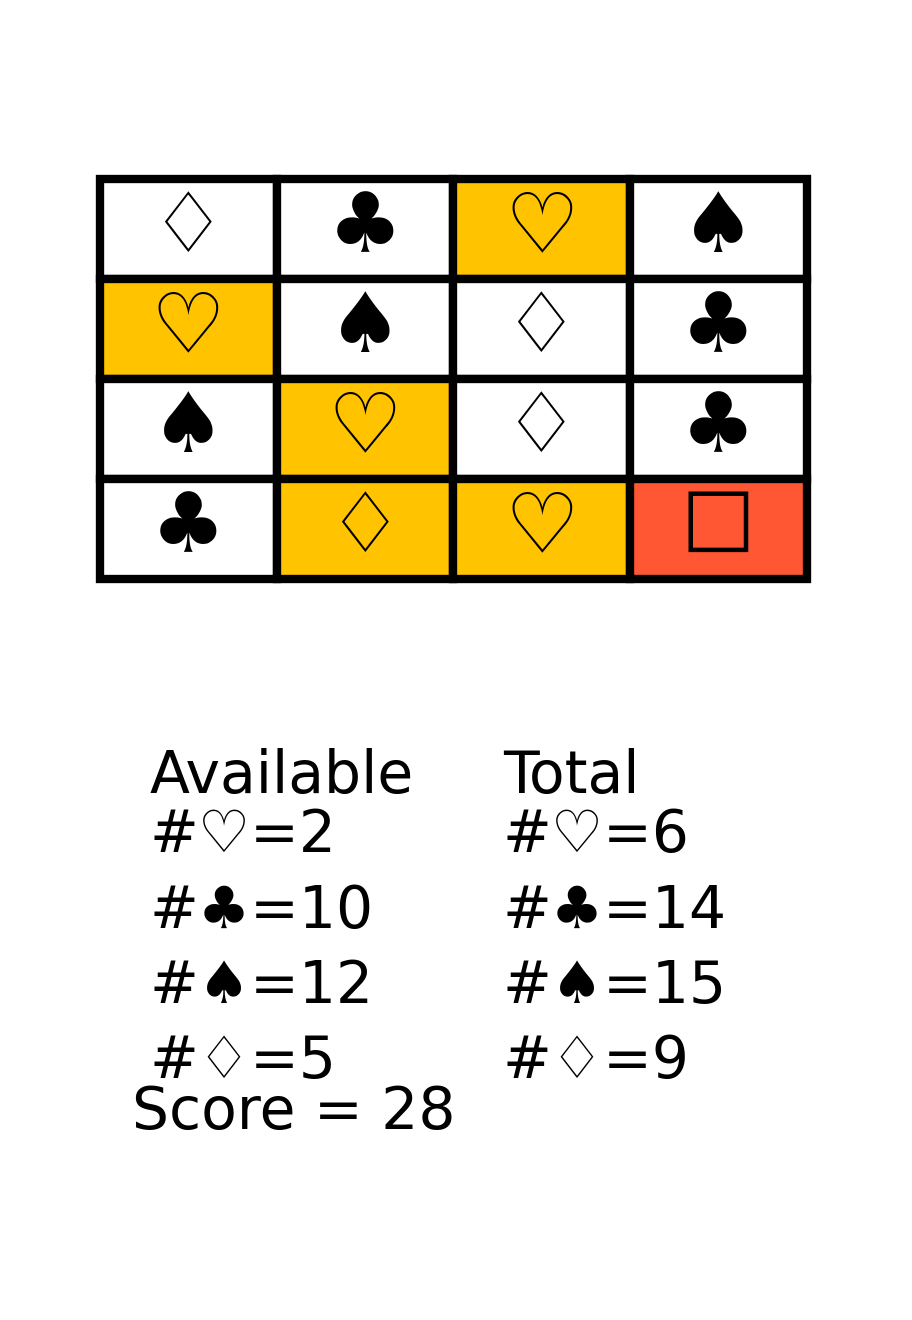 ♢ ♣ ♡ ♠
♡ ♠ ♢ ♣
♠ ♡ ♢ ♣
♣ ♢ ♡ □
Available Total
#♡=2 #♡=6
#♣=10 #♣=14
#♠=12 #♠=15
#♢=5 #♢=9
Score = 28